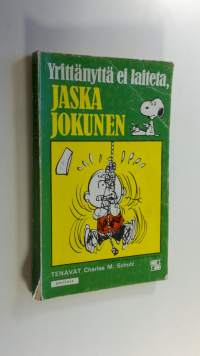 Yrittänyttä ei laiteta,
JASKA
JOKUNEN
TENAVAT Charles M. Schulz